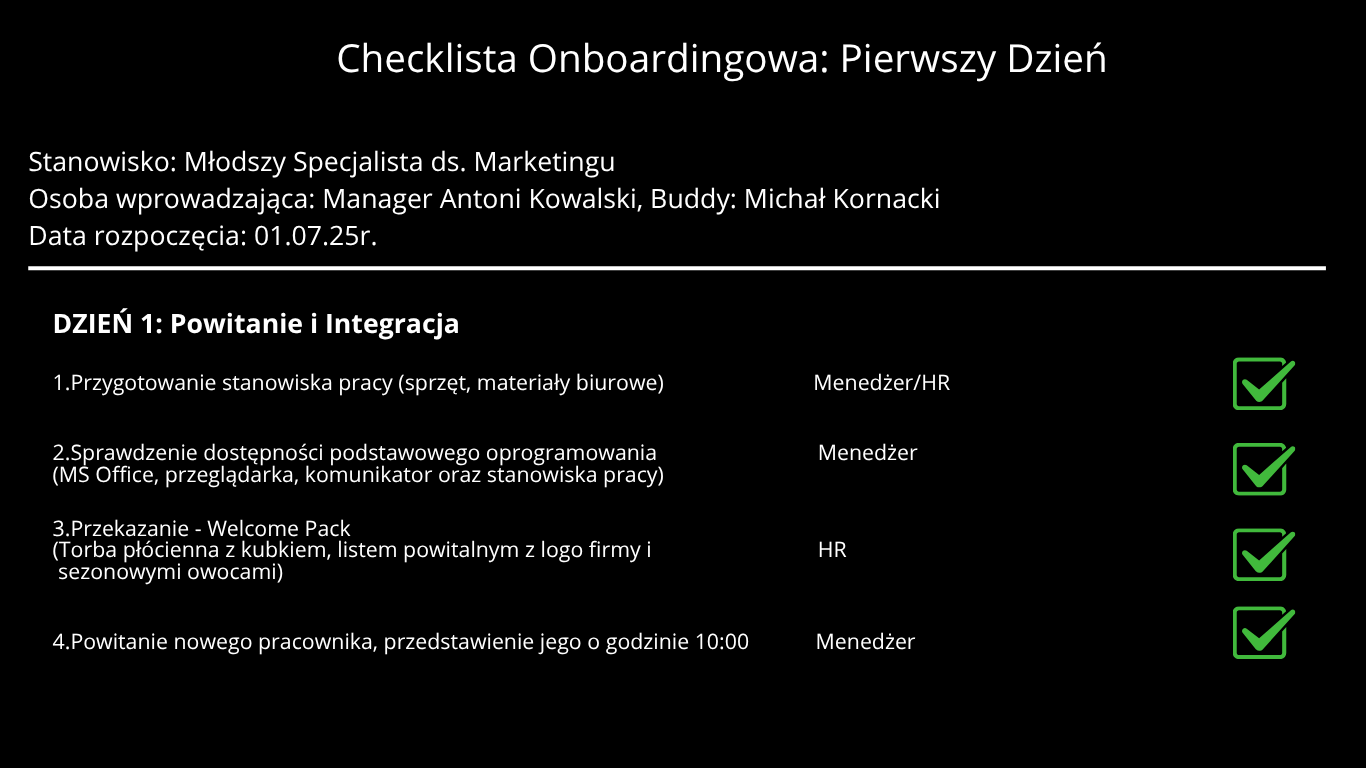 Checklista Onboardingowa: Pierwszy Dzień
Stanowisko: Młodszy Specjalista ds. Marketingu
Osoba wprowadzająca: Manager Antoni Kowalski, Buddy: Michał Kornacki
Data rozpoczęcia: 01.07.25r.
DZIEŃ 1: Powitanie i Integracja
1.Przygotowanie stanowiska pracy (sprzęt, materiały biurowe) Menedżer/HR
2.Sprawdzenie dostępności podstawowego oprogramowania Menedżer
(MS Office, przeglądarka, komunikator oraz stanowiska pracy)
3.Przekazanie - Welcome Pack
(Torba płócienna z kubkiem, listem powitalnym z logo firmy i HR
sezonowymi owocami)
4.Powitanie nowego pracownika, przedstawienie jego o godzinie 10:00 Menedżer